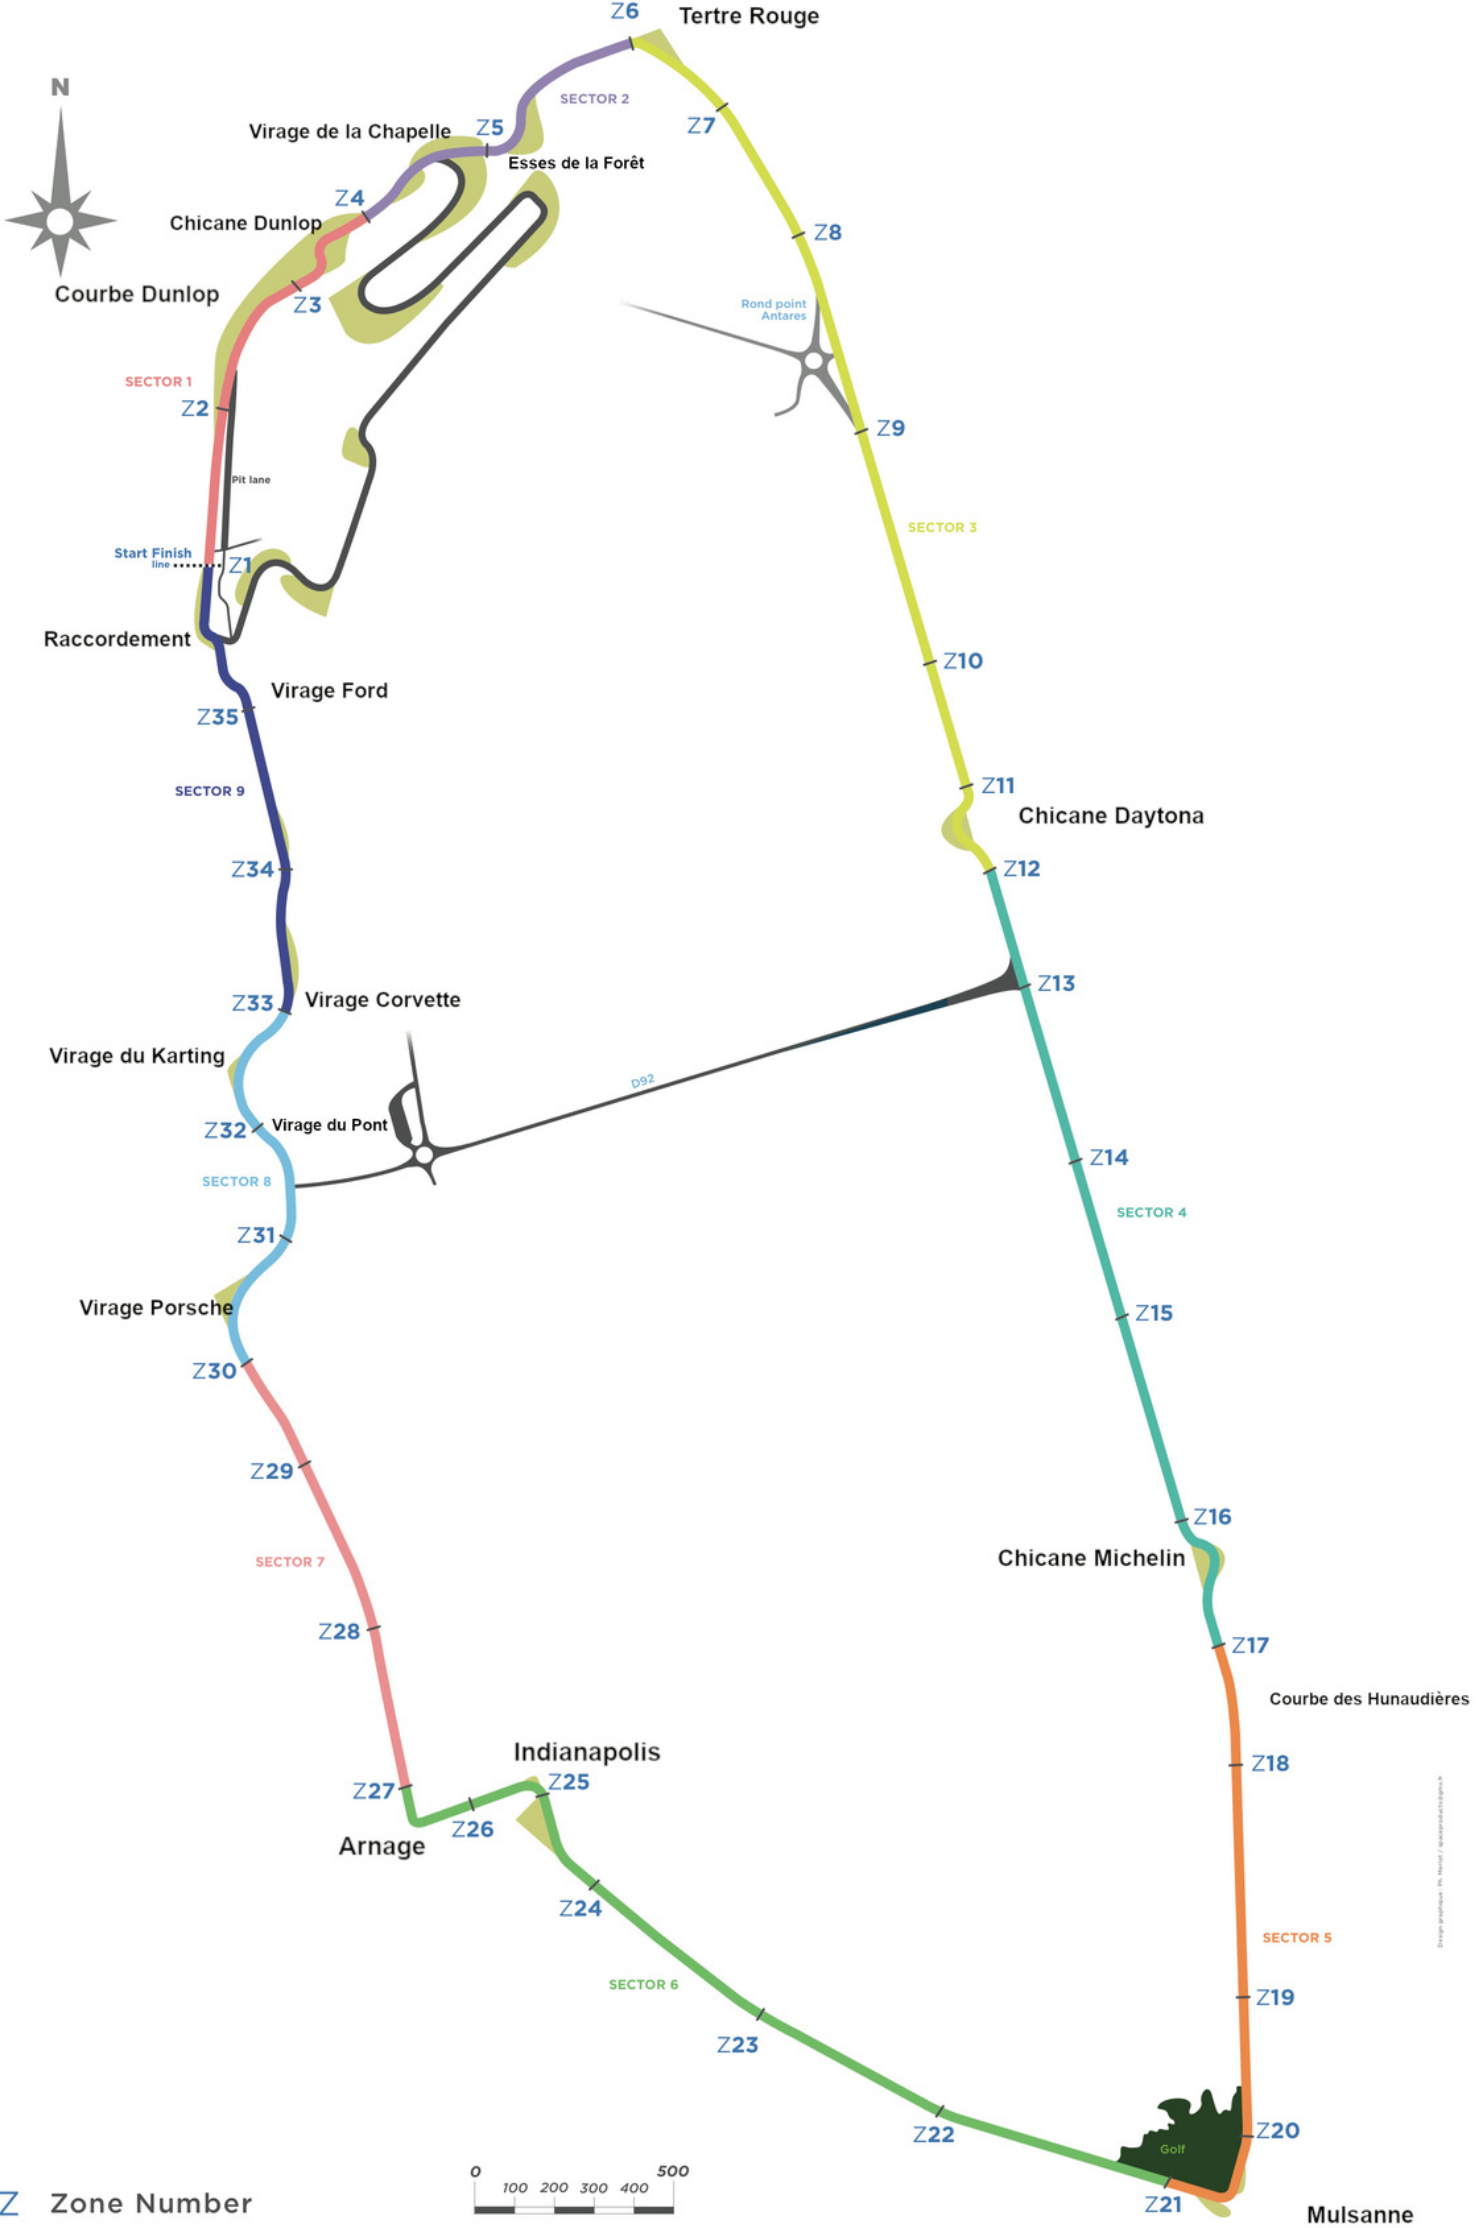 Z6
Tertre Rouge
N
SECTOR 2
Virage de la Chapelle
Z5
Z7
Esses de la Forêt
Z4
Chicane Dunlop
Z8
Courbe Dunlop
Z3
Rond point
Antares
SECTOR 1
Z2
Z9
Pit lane
SECTOR 3
Start Finish
line
Z1
Raccordement
Z10
Virage Ford
Z35
SECTOR 9
Z11
Chicane Daytona
Z34
Z12
Z33
Virage Corvette
Z13
Virage du Karting
D92
Z32
Virage du Pont
Z14
SECTOR 8
SECTOR 4
Z31
Virage Porsche
Z15
Z30
Z29
Z16
SECTOR 7
Chicane Michelin
Z28
Z17
Courbe des Hunaudières
Indianapolis
Z18
Z27
Z25
Z26
Arnage
Z24
SECTOR 5
SECTOR 6
Z19
Z23
Z22
Z20
Golf
Z21
Mulsanne
Z Zone Number
0 500
100 200 300 400